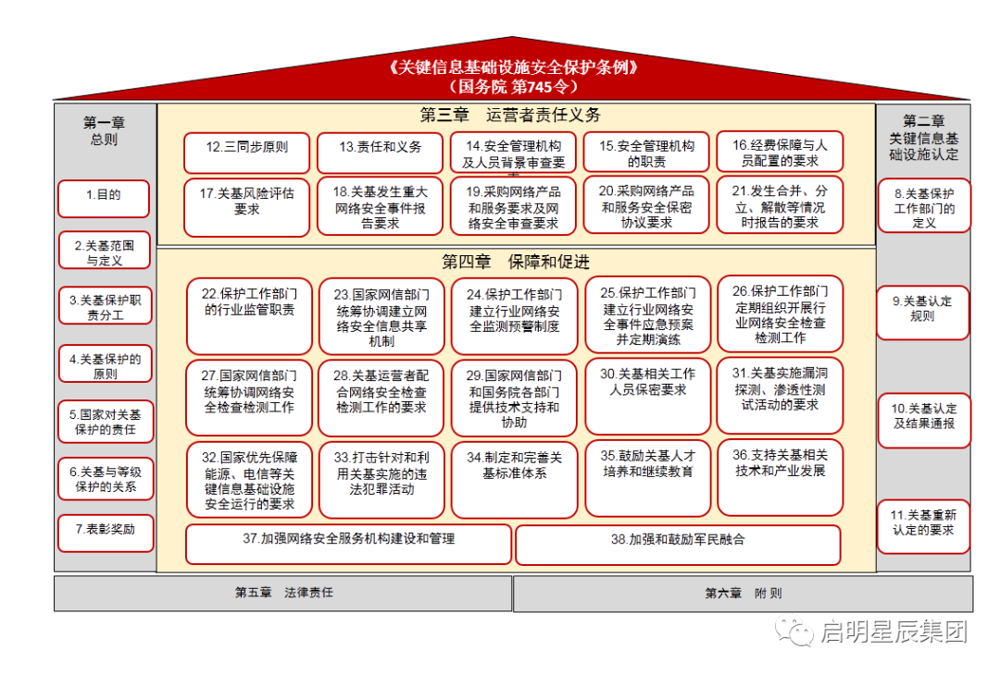 《关键信息基础设施安全保护条例》
（国务院 第745令）
第一章
总则
1.目的
2.关基范围
与定义
3.关基保护职
责分工
4.关基保护的
原则
5.国家对关基
保护的责任
6.关基与等级
保护的关系
7.表彰奖励
第三章 运营者责任义务
12.三同步原则
13.责任和义务
14.安全管理机构
及人员背景审查要
15.安全管理机构
的职责
16.经费保障与人
员配置的要求
17.关基风险评估
要求
18.关基发生重大
网络安全事件报
告要求
19.采购网络产品
和服务要求及网
络安全审查要求
20.采购网络产品
和服务安全保密
协议要求
21.发生合并、分
立、解散等情况
时报告的要求
第四章 保障和促进
22.保护工作部门
的行业监管职责
23.国家网信部门
统筹协调建立网
络安全信息共享
机制
24.保护工作部门
建立行业网络安
全监测预警制度
25.保护工作部门
建立行业网络安
全事件应急预案
并定期演练
26.保护工作部门
定期组织开展行
业网络安全检查
检测工作
27.国家网信部门
统筹协调网络安
全检查检测工作
28.关基运营者配
合网络安全检查
检测工作的要求
29.国家网信部门
和国务院各部门
提供技术支持和
协助
30.关基相关工作
人员保密要求
31.关基实施漏洞
探测、渗透性测
试活动的要求
32.国家优先保障
能源、电信等关
键信息基础设施
安全运行的要求
33.打击针对和利
用关基实施的违
法犯罪活动
34.制定和完善关
基标准体系
35.鼓励关基人才
培养和继续教育
36.支持关基相关
技术和产业发展
37.加强网络安全服务机构建设和管理
38.加强和鼓励军民融合
第二章
关键信息基
础设施认定
8.关基保护
工作部门的
定义
9.关基认定
规则
10.关基认定
及结果通报
11.关基重新
认定的要求
第五章 法律责任
第六章 附 则
启明星辰集团